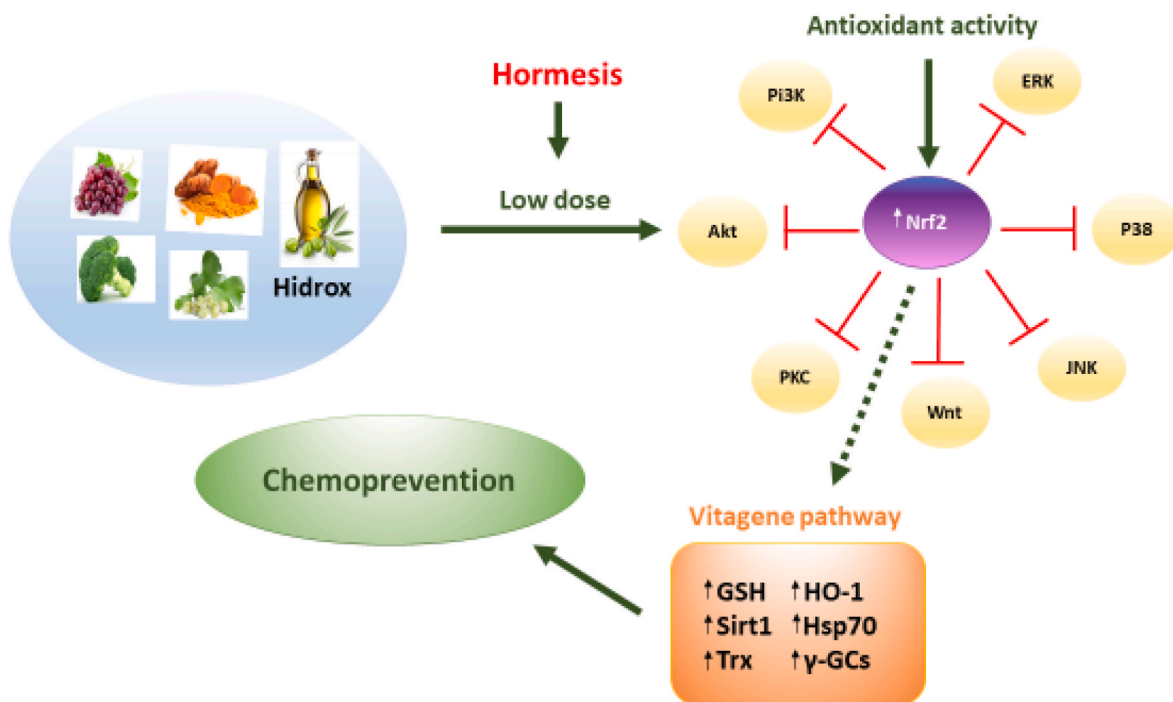 Antioxidant activity
Hormesis
Pi3K
ERK
Low dose
Akt
↑Nrf2
P38
Hidrox
PKC
JNK
Wnt
Chemoprevention
Vitagene pathway
↑GSH ↑HO-1
↑Sirt1 ↑Hsp70
↑Trx ↑γ-GCs